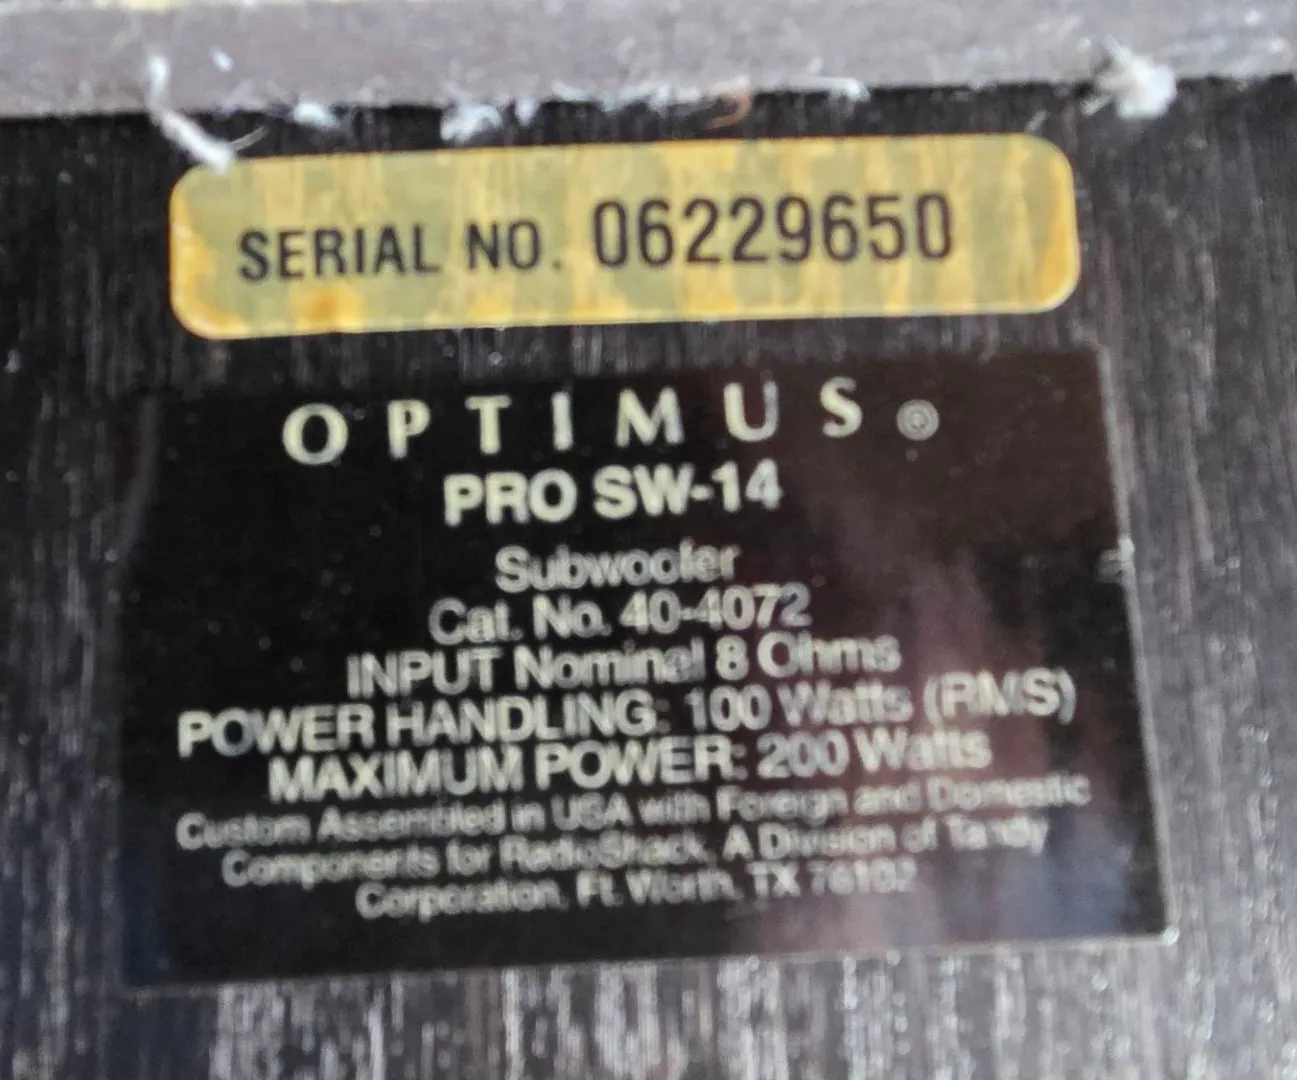 SERIAL NO. 06229650
OPTIMUS®
PRO SW-14
Subwoofer
Cat. No. 40-4072
INPUT Nominal 8 Ohms
POWER HANDLING: 100 Watts (RMS)
MAXIMUM POWER: 200 Watts
Custom Assembled in USA with Foreign and Domestic
Components for RadioShack, A Division of Tandy
Corporation, Ft. Worth, TX 76102